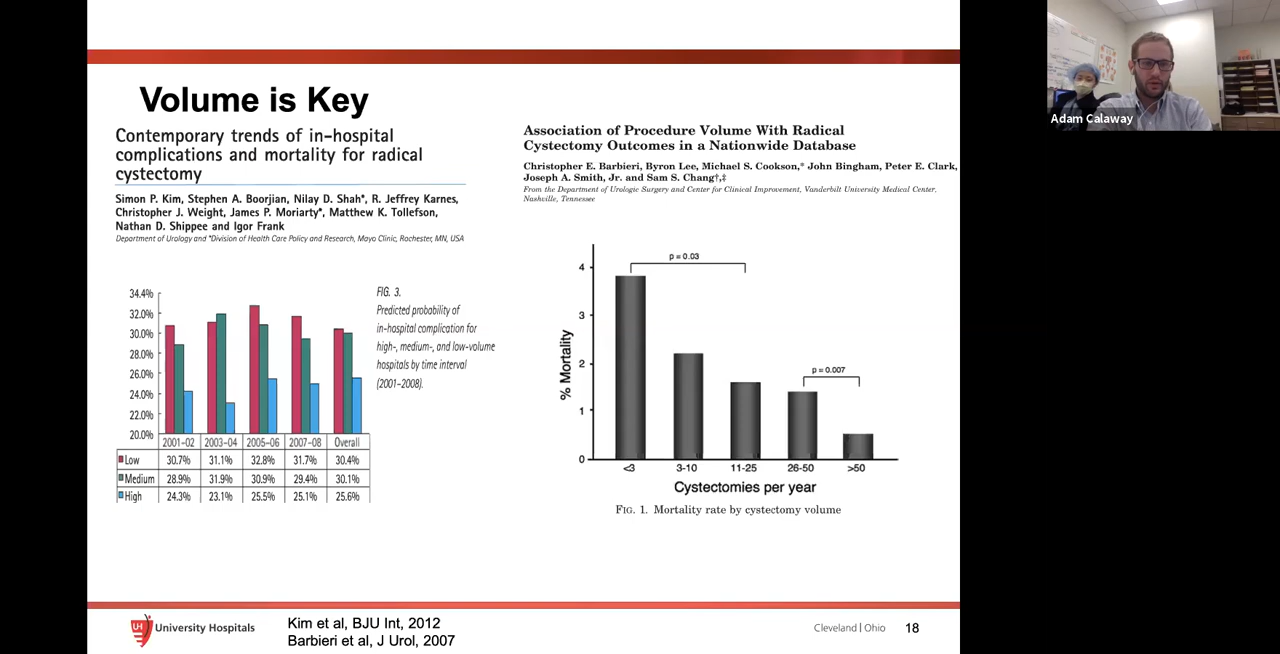 Volume is Key
Contemporary trends of in-hospital
complications and mortality for radical
cystectomy
Simon P. Kim, Stephen A. Boorjian, Nilay D. Shah*, R. Jeffrey Karnes,
Christopher J. Weight, James P. Moriarty*, Matthew K. Tollefson,
Nathan D. Shippee and Igor Frank
Department of Urology and *Division of Health Care Policy and Research, Mayo Clinic, Rochester, MN, USA
34.4%
32.0%
30.0%
28.0%
26.0%
24.0%
22.0%
20.0%
2001–02 2003–04 2005–06 2007–08 Overall
Low 30.7% 31.1% 32.8% 31.7% 30.4%
Medium 28.9% 31.9% 30.9% 29.4% 30.1%
High 24.3% 23.1% 25.5% 25.1% 25.6%
FIG. 3.
Predicted probability of
in-hospital complication for
high-, medium-, and low-volume
hospitals by time interval
(2001–2008).
Association of Procedure Volume With Radical
Cystectomy Outcomes in a Nationwide Database
Christopher E. Barbieri, Byron Lee, Michael S. Cookson,* John Bingham, Peter E. Clark,
Joseph A. Smith, Jr. and Sam S. Chang†,‡
From the Department of Urologic Surgery and Center for Clinical Improvement, Vanderbilt University Medical Center,
Nashville, Tennessee
% Mortality
4
3
2
1
0
p = 0.03
p = 0.007
<3 3-10 11-25 26-50 >50
Cystectomies per year
FIG. 1. Mortality rate by cystectomy volume
UH University Hospitals
Kim et al, BJU Int, 2012
Barbieri et al, J Urol, 2007
Cleveland | Ohio 18
Adam Calaway